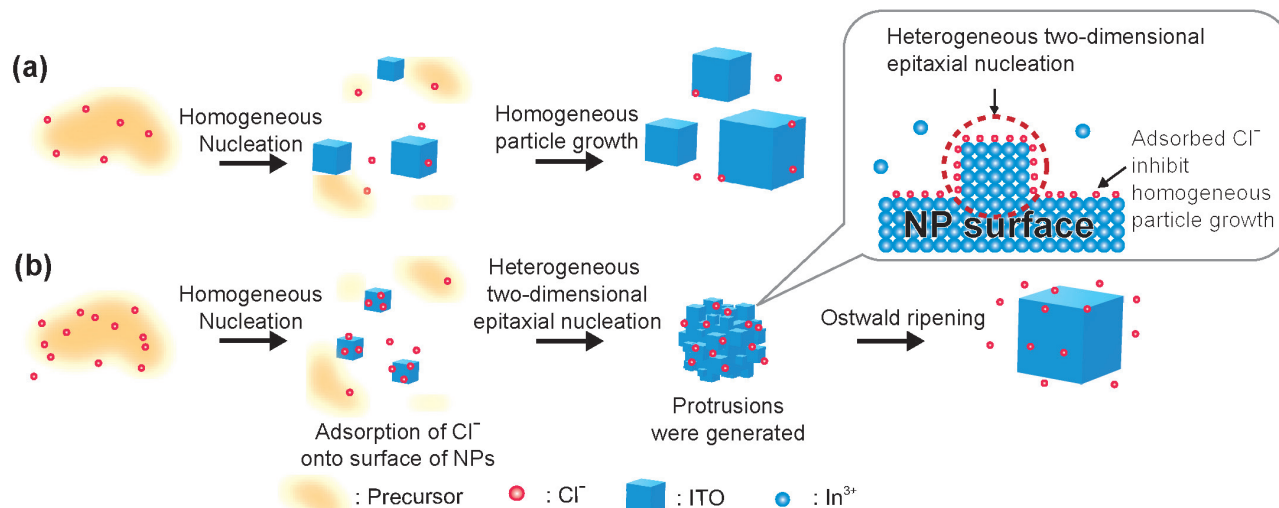 (a)
Homogeneous
Nucleation
Homogeneous
particle growth
Heterogeneous two-dimensional
epitaxial nucleation
Adsorbed Cl⁻
inhibit
homogeneous
particle growth
NP surface
(b)
Homogeneous
Nucleation
Adsorption of Cl⁻
onto surface of NPs
Heterogeneous
two-dimensional
epitaxial nucleation
Protrusions
were generated
Ostwald ripening
: Precursor : Cl⁻ : ITO : In³⁺